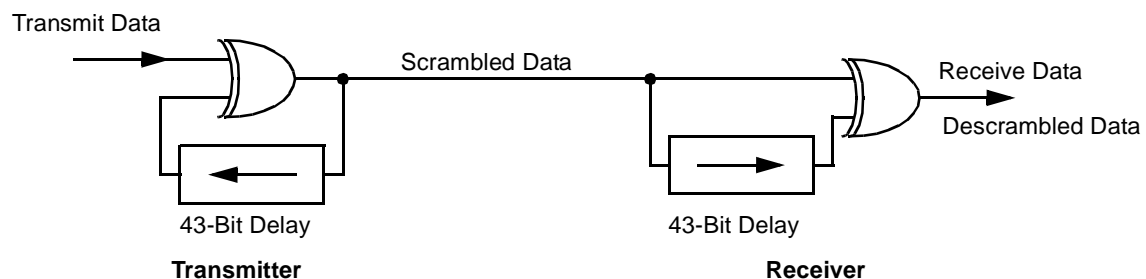 Transmit Data
Scrambled Data
Receive Data
Descrambled Data
43-Bit Delay
43-Bit Delay
Transmitter
Receiver